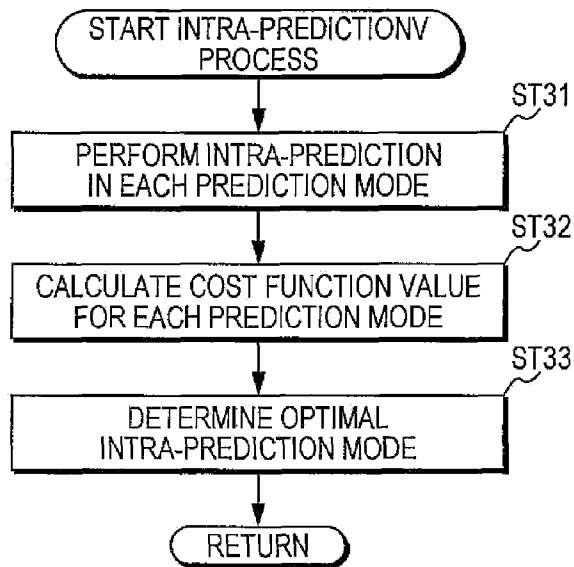 START INTRA-PREDICTIONV
PROCESS
ST31
PERFORM INTRA-PREDICTION
IN EACH PREDICTION MODE
ST32
CALCULATE COST FUNCTION VALUE
FOR EACH PREDICTION MODE
ST33
DETERMINE OPTIMAL
INTRA-PREDICTION MODE
RETURN